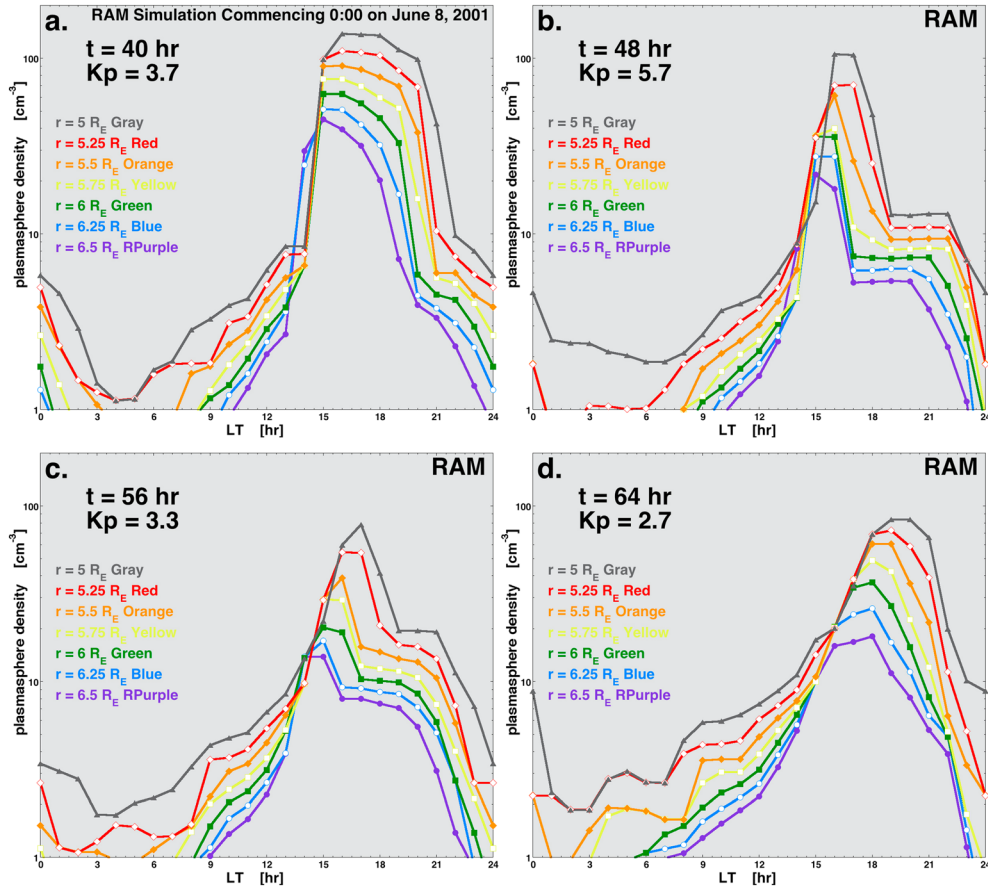 a.
RAM Simulation Commencing 0:00 on June 8, 2001
t = 40 hr
Kp = 3.7
r = 5 R_E Gray
r = 5.25 R_E Red
r = 5.5 R_E Orange
r = 5.75 R_E Yellow
r = 6 R_E Green
r = 6.25 R_E Blue
r = 6.5 R_E RPurple
plaemasphere density [cm-3]
100
10
1
0 3 6 9 12 15 18 21 24
LT [hr]
b.
RAM
t = 48 hr
Kp = 5.7
r = 5 R_E Gray
r = 5.25 R_E Red
r = 5.5 R_E Orange
r = 5.75 R_E Yellow
r = 6 R_E Green
r = 6.25 R_E Blue
r = 6.5 R_E RPurple
plaemasphere density [cm-3]
100
10
1
0 3 6 9 12 15 18 21 24
LT [hr]
c.
RAM
t = 56 hr
Kp = 3.3
r = 5 R_E Gray
r = 5.25 R_E Red
r = 5.5 R_E Orange
r = 5.75 R_E Yellow
r = 6 R_E Green
r = 6.25 R_E Blue
r = 6.5 R_E RPurple
plaemasphere density [cm-3]
100
10
1
0 3 6 9 12 15 18 21 24
LT [hr]
d.
RAM
t = 64 hr
Kp = 2.7
r = 5 R_E Gray
r = 5.25 R_E Red
r = 5.5 R_E Orange
r = 5.75 R_E Yellow
r = 6 R_E Green
r = 6.25 R_E Blue
r = 6.5 R_E RPurple
plaemasphere density [cm-3]
100
10
1
0 3 6 9 12 15 18 21 24
LT [hr]